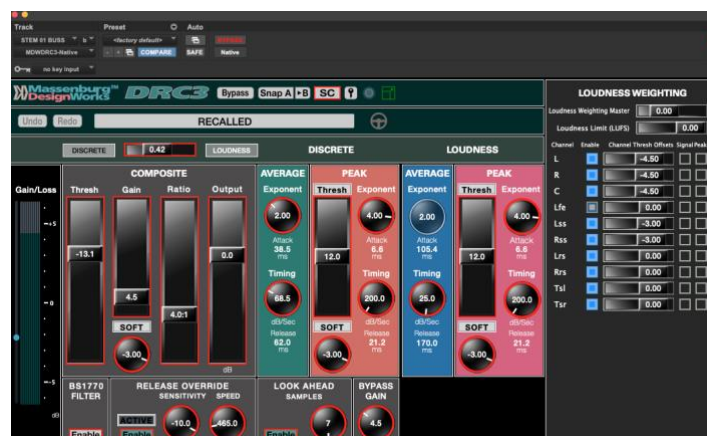 Track
Preset
Auto
STEM 01 BUSS
b
<factory default>
BYPASS
MDWDRC3-Native
-
+
COMPARE
SAFE
Native
no key input
Massenburg™
DesignWorks
DRC3
Bypass
Snap A ▸B
SC
Undo
Redo
RECALLED
DISCRETE
0.42
LOUDNESS
DISCRETE
LOUDNESS
COMPOSITE
AVERAGE
PEAK
AVERAGE
PEAK
Gain/Loss
Thresh
Gain
Ratio
Output
Exponent
Thresh
Exponent
Exponent
Thresh
Exponent
+5
0
-5
dB
-13.1
4.5
SOFT
-3.00
4.0:1
0.0
dB
2.00
Attack
38.5
ms
Timing
68.5
dB/Sec
Release
62.0
ms
12.0
SOFT
-3.00
4.00
Attack
6.6
ms
Timing
200.0
dB/Sec
Release
21.2
ms
2.00
Attack
105.4
ms
Timing
25.0
dB/Sec
Release
170.0
ms
12.0
SOFT
-3.00
4.00
Attack
6.6
ms
Timing
200.0
dB/Sec
Release
21.2
ms
BS1770
FILTER
Enable
RELEASE OVERRIDE
SENSITIVITY
SPEED
ACTIVE
Enable
-10.0
465.0
LOOK AHEAD
SAMPLES
Enable
7
BYPASS
GAIN
4.5
LOUDNESS WEIGHTING
Loudness Weighting Master
0.00
Loudness Limit (LUFS)
0.00
Channel Enable Channel Thresh Offsets Signal Peak
L -4.50
R -4.50
C -4.50
Lfe 0.00
Lss -3.00
Rss -3.00
Lrs 0.00
Rrs 0.00
Tsl 0.00
Tsr 0.00